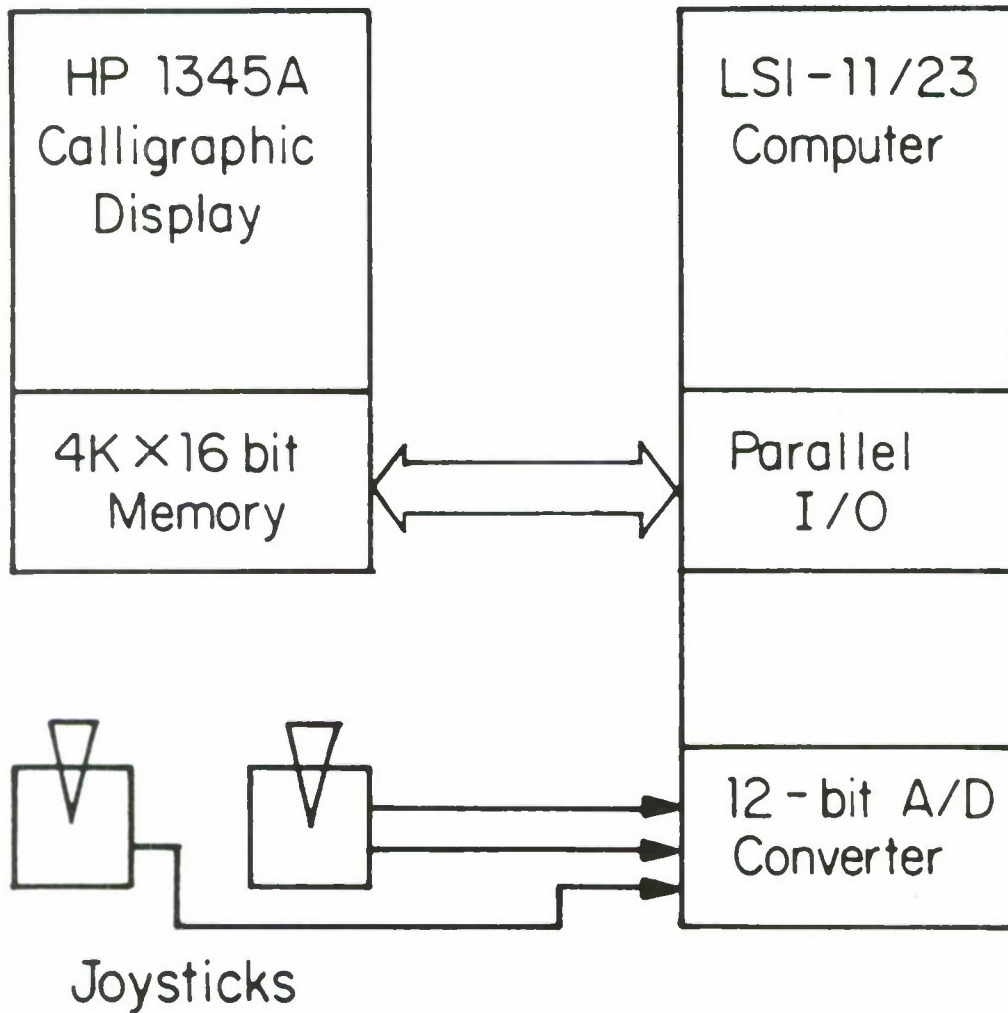 HP 1345A
Calligraphic
Display
4K × 16 bit
Memory
LSI-11/23
Computer
Parallel
I/O
12-bit A/D
Converter
Joysticks